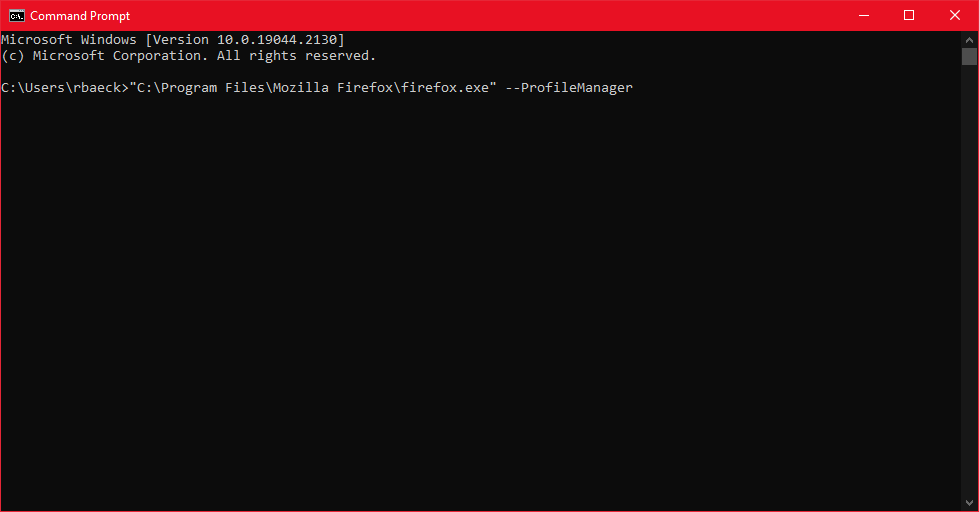 Command Prompt
Microsoft Windows [Version 10.0.19044.2130]
(c) Microsoft Corporation. All rights reserved.
C:\Users\rbaeck>"C:\Program Files\Mozilla Firefox\firefox.exe" --ProfileManager